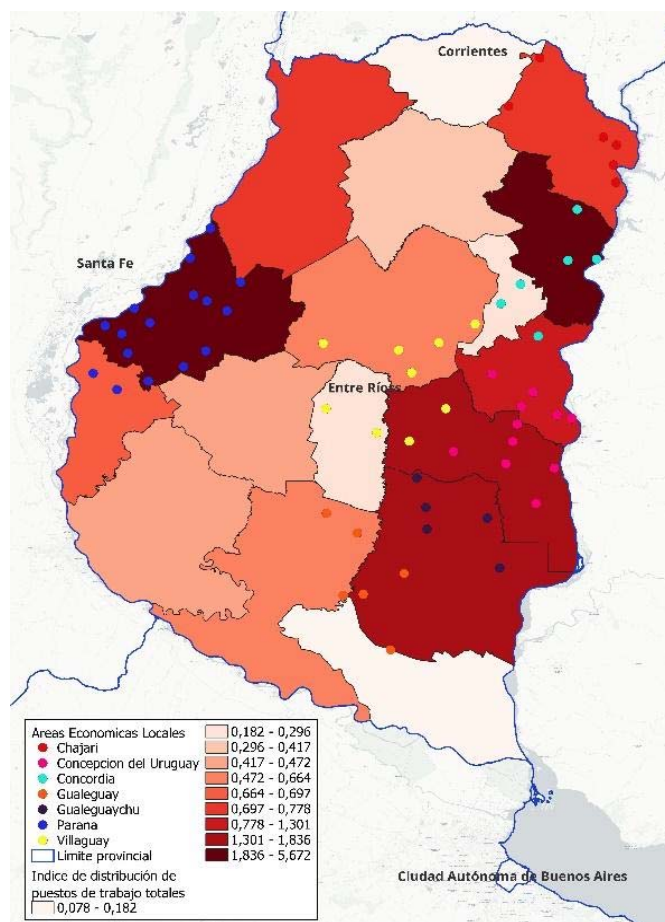 Corrientes
Santa Fe
Entre Ríos
Areas Economicas Locales
Chajari
Concepcion del Uruguay
Concordia
Gualeguay
Gualeguaychu
Parana
Villaguay
Limite provincial
Indice de distribución de
puestos de trabajo totales
0,078 - 0,182
0,182 - 0,296
0,296 - 0,417
0,417 - 0,472
0,472 - 0,664
0,664 - 0,697
0,697 - 0,778
0,778 - 1,301
1,301 - 1,836
1,836 - 5,672
Ciudad Autónoma de Buenos Aires